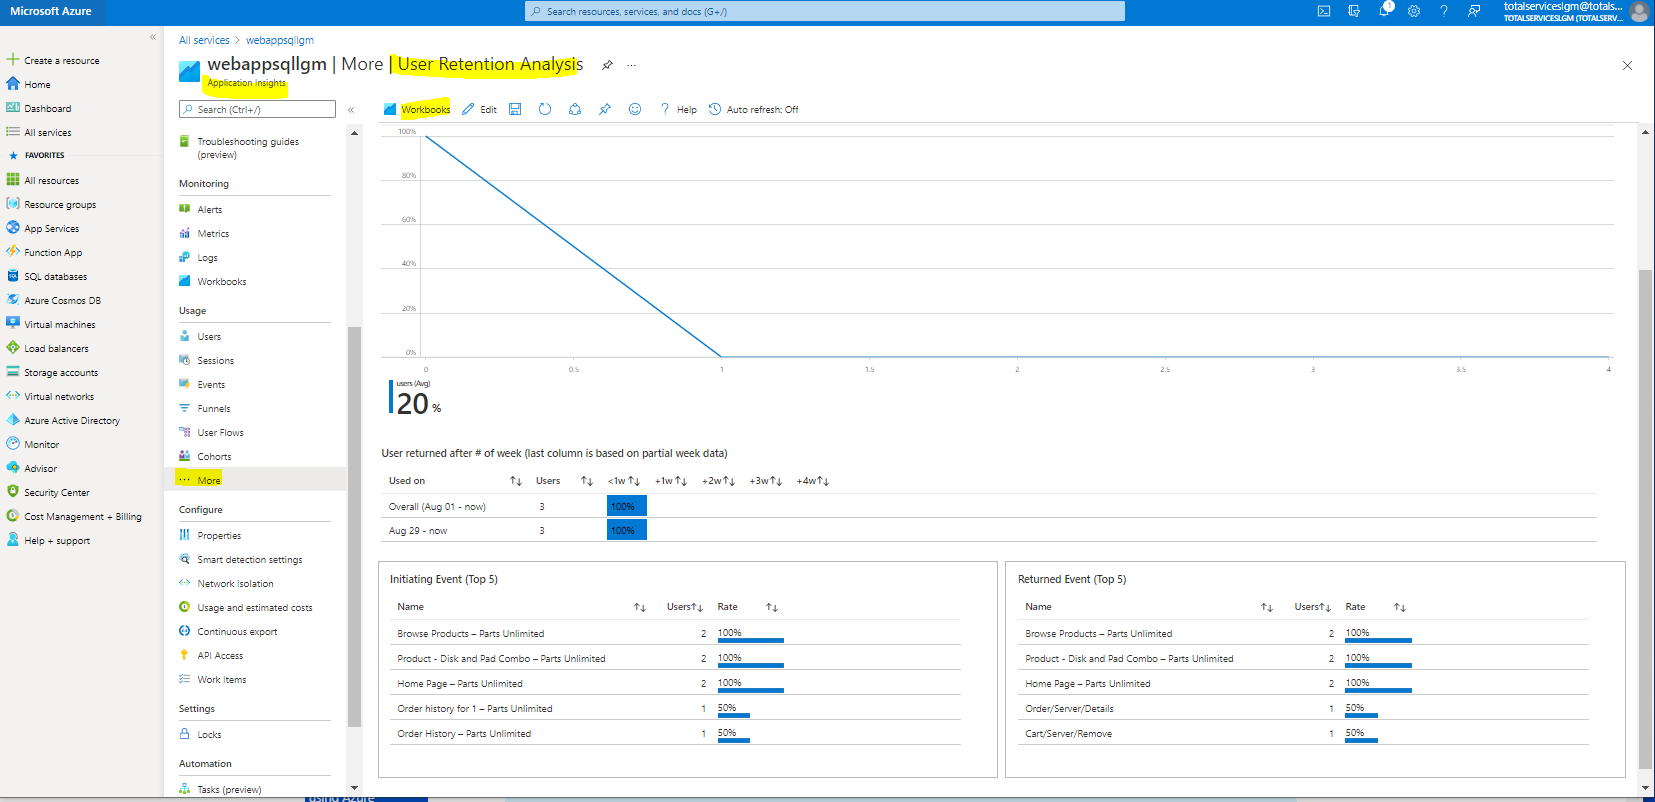 Microsoft Azure
Search resources, services, and docs (G+/)
1
totalserviceslgm@totals...
TOTALSERVICESLGM (TOTALSERV...
Create a resource
Home
Dashboard
All services
FAVORITES
All resources
Resource groups
App Services
Function App
SQL databases
Azure Cosmos DB
Virtual machines
Load balancers
Storage accounts
Virtual networks
Azure Active Directory
Monitor
Advisor
Security Center
Cost Management + Billing
Help + support
All services > webappsqllgm
webappsqllgm | More | User Retention Analysis ...
Application Insights
Search (Ctrl+/)
Troubleshooting guides
(preview)
Monitoring
Alerts
Metrics
Logs
Workbooks
Usage
Users
Sessions
Events
Funnels
User Flows
Cohorts
More
Configure
Properties
Smart detection settings
Network Isolation
Usage and estimated costs
Continuous export
API Access
Work Items
Settings
Locks
Automation
Tasks (preview)
Workbooks Edit ? Help Auto refresh: Off
100%
80%
60%
40%
20%
0%
0 0.5 1 1.5 2 2.5 3 3.5 4
users (Avg)
20 %
User returned after # of week (last column is based on partial week data)
Used on Users <1w +1w +2w +3w +4w
Overall (Aug 01 - now) 3 100%
Aug 29 - now 3 100%
Initiating Event (Top 5)
Name Users Rate
Browse Products – Parts Unlimited 2 100%
Product - Disk and Pad Combo – Parts Unlimited 2 100%
Home Page – Parts Unlimited 2 100%
Order history for 1 – Parts Unlimited 1 50%
Order History – Parts Unlimited 1 50%
Returned Event (Top 5)
Name Users Rate
Browse Products – Parts Unlimited 2 100%
Product - Disk and Pad Combo – Parts Unlimited 2 100%
Home Page – Parts Unlimited 2 100%
Order/Server/Details 1 50%
Cart/Server/Remove 1 50%
using Azure